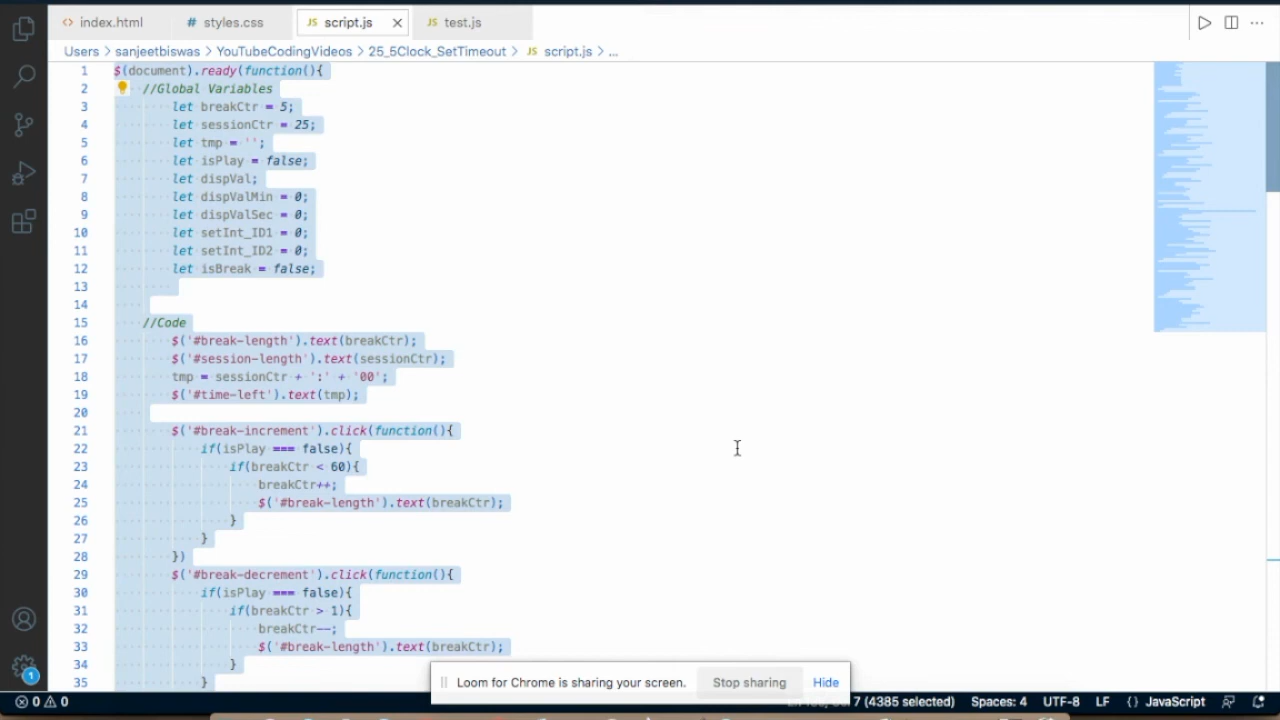 index.html styles.css JS script.js JS test.js
Users > sanjeetbiswas > YouTubeCodingVideos > 25_5Clock_SetTimeout > JS script.js > ...
1 $(document).ready(function(){
2 //Global Variables
3 let breakCtr = 5;
4 let sessionCtr = 25;
5 let tmp = '';
6 let isPlay = false;
7 let dispVal;
8 let dispValMin = 0;
9 let dispValSec = 0;
10 let setInt_ID1 = 0;
11 let setInt_ID2 = 0;
12 let isBreak = false;
13
14
15 //Code
16 $('#break-length').text(breakCtr);
17 $('#session-length').text(sessionCtr);
18 tmp = sessionCtr + ':' + '00';
19 $('#time-left').text(tmp);
20
21 $('#break-increment').click(function(){
22 if(isPlay === false){
23 if(breakCtr < 60){
24 breakCtr++;
25 $('#break-length').text(breakCtr);
26 }
27 }
28 })
29 $('#break-decrement').click(function(){
30 if(isPlay === false){
31 if(breakCtr > 1){
32 breakCtr--;
33 $('#break-length').text(breakCtr);
34 }
35 }
Loom for Chrome is sharing your screen. Stop sharing Hide
1
0 0 (4385 selected) Spaces: 4 UTF-8 LF {} JavaScript